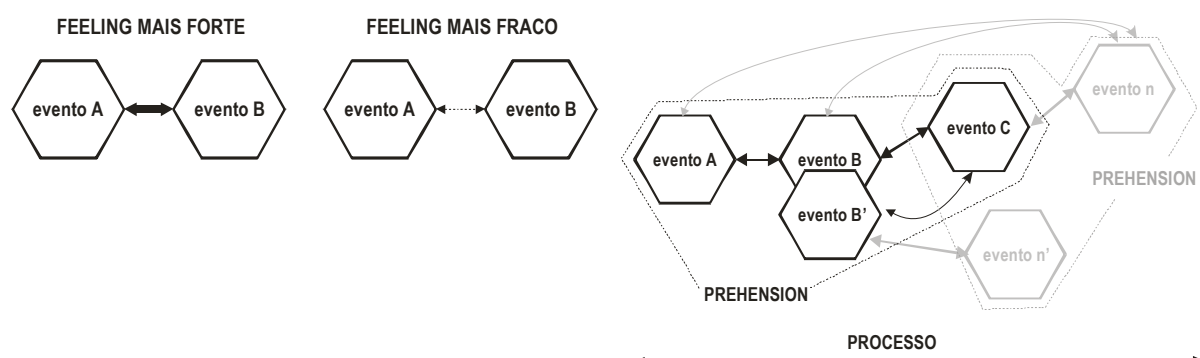 FEELING MAIS FORTE
evento A
evento B
FEELING MAIS FRACO
evento A
evento B
evento A
evento B
evento B’
evento C
evento n
evento n’
PREHENSION
PREHENSION
PROCESSO